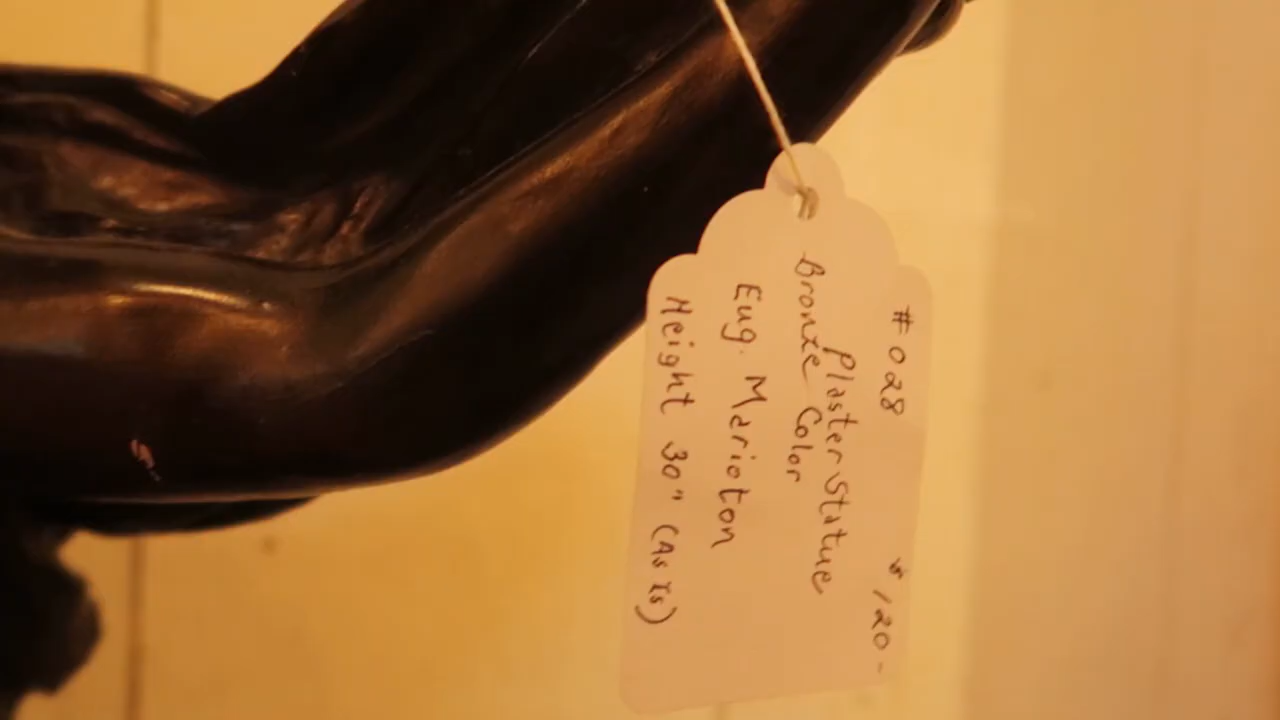 #028 $120-
Plaster Statue
Bronze Color
Eug. Marioton
Height 30" (As Is)